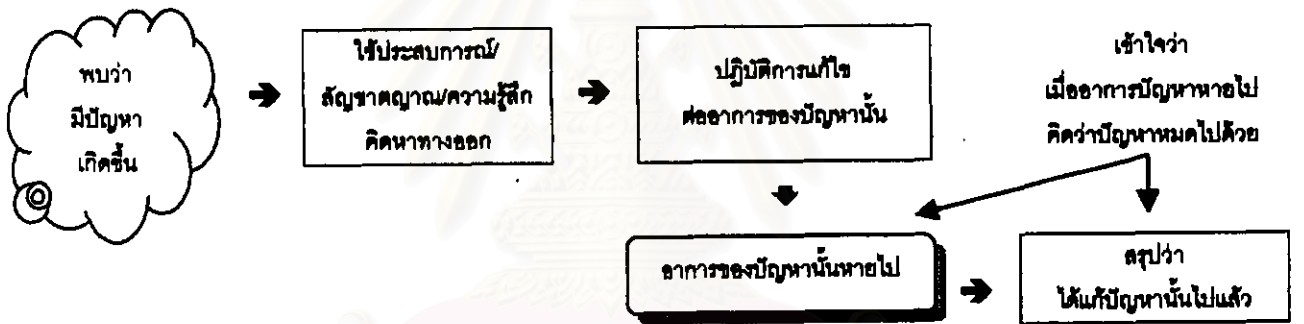 พบว่า
มีปัญหา
เกิดขึ้น
ใช้ประสบการณ์/
สัญชาตญาณ/ความรู้สึก
คิดหาทางออก
ปฏิบัติการแก้ไข
ต่ออาการของปัญหานั้น
เข้าใจว่า
เมื่ออาการปัญหาหายไป
คิดว่าปัญหาหมดไปด้วย
อาการของปัญหานั้นหายไป
สรุปว่า
ได้แก้ปัญหานั้นไปแล้ว